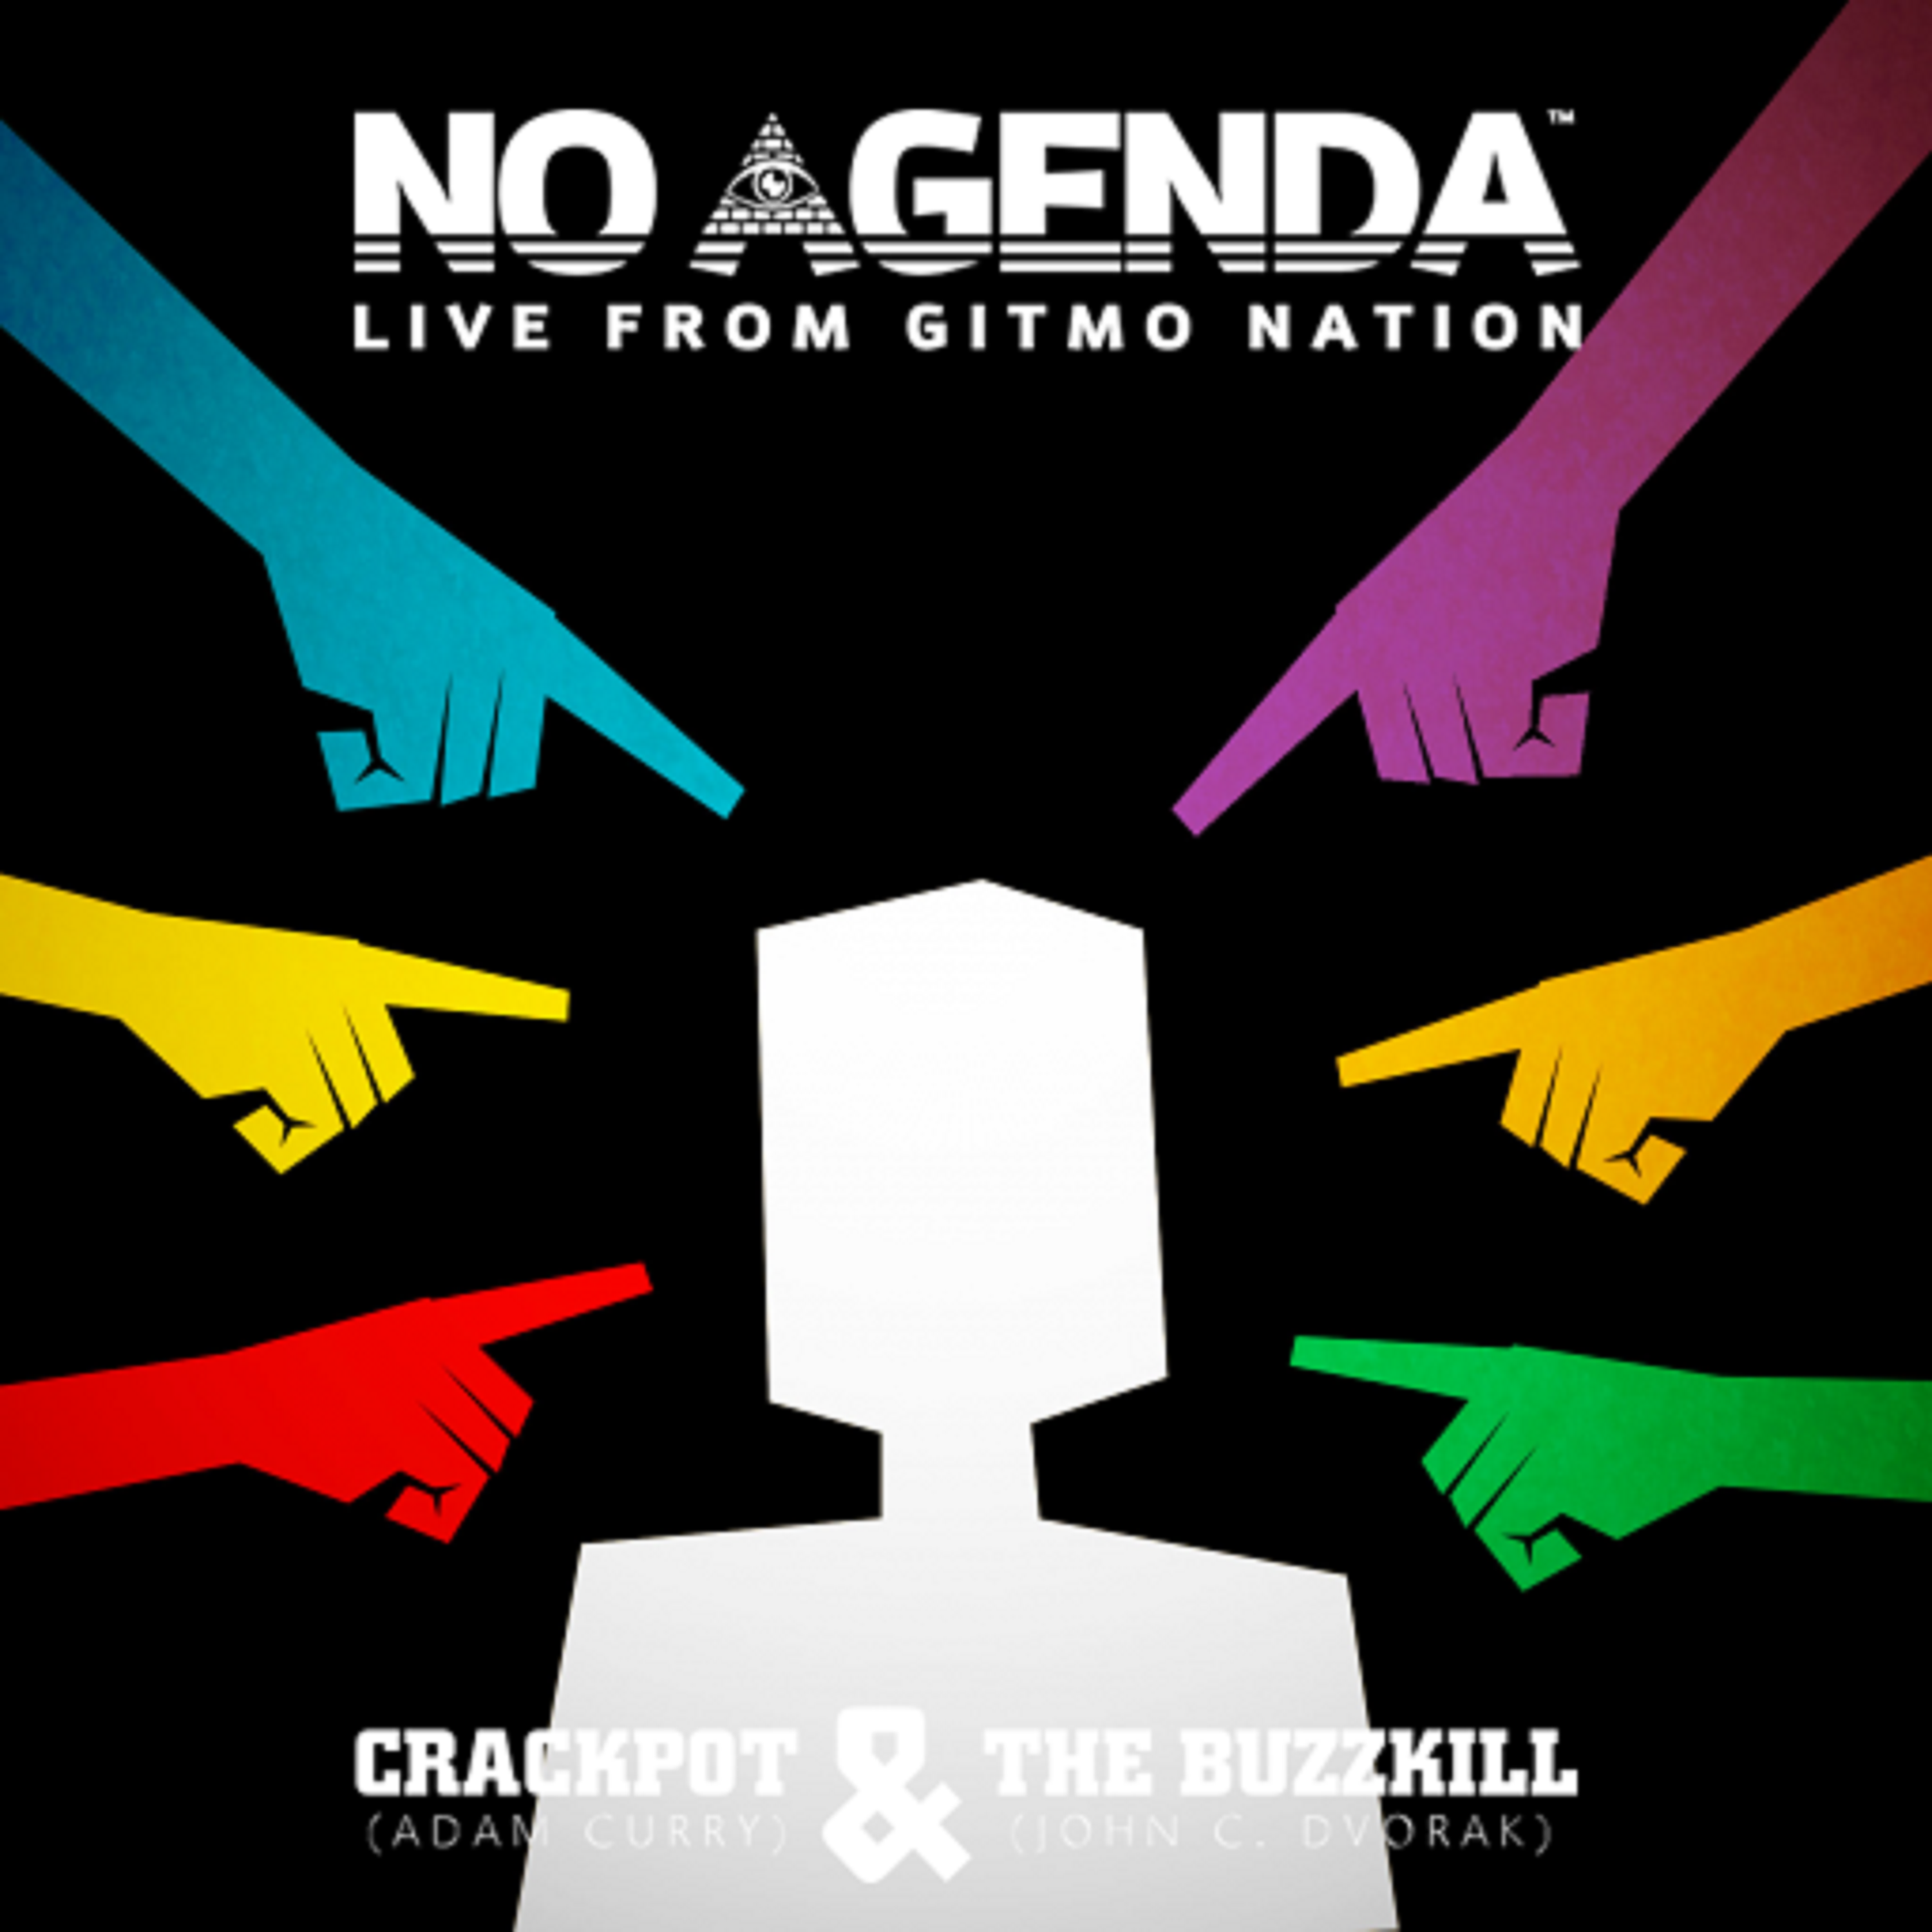 NO AGENDA™
LIVE FROM GITMO NATION
CRACKPOT & THE BUZZKILL
(ADAM CURRY) (JOHN C. DVORAK)